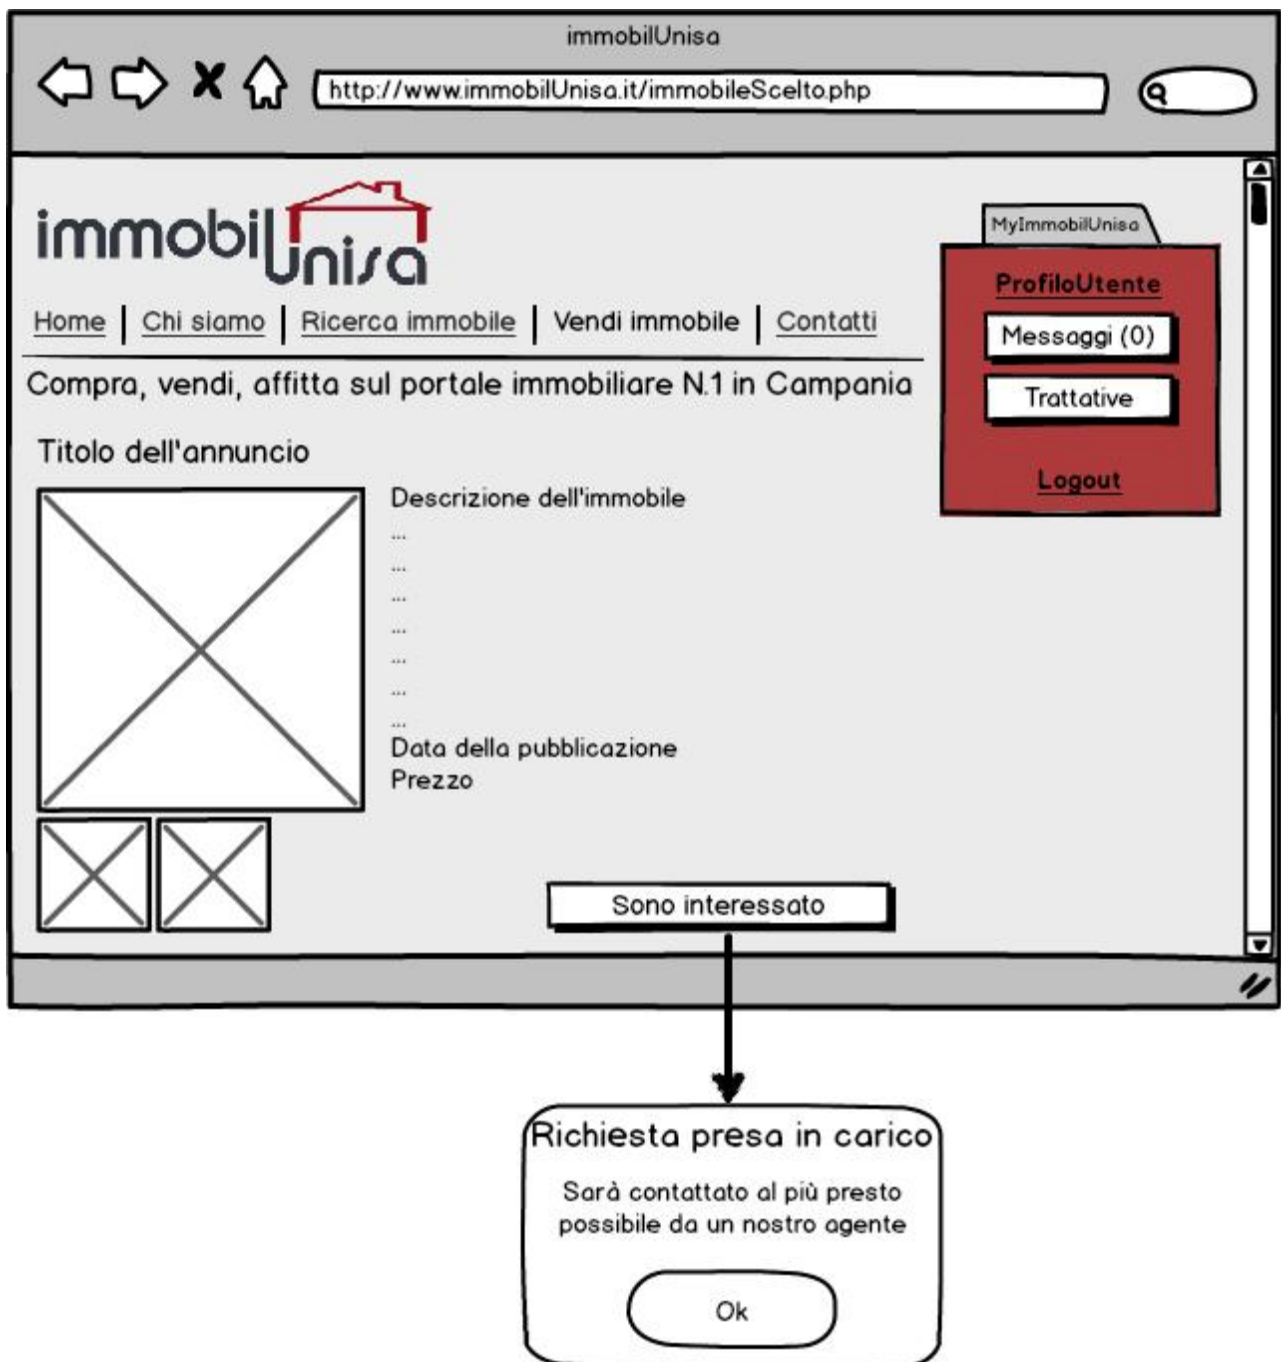 immobilUnisa
http://www.immobilUnisa.it/immobileScelto.php
immobilUnisa
MyImmobilUnisa
ProfiloUtente
Messaggi (0)
Trattative
Logout
Home | Chi siamo | Ricerca immobile | Vendi immobile | Contatti
Compra, vendi, affitta sul portale immobiliare N.1 in Campania
Titolo dell'annuncio
Descrizione dell'immobile
...
...
...
...
...
...
...
Data della pubblicazione
Prezzo
Sono interessato
Richiesta presa in carico
Sarà contattato al più presto
possibile da un nostro agente
Ok